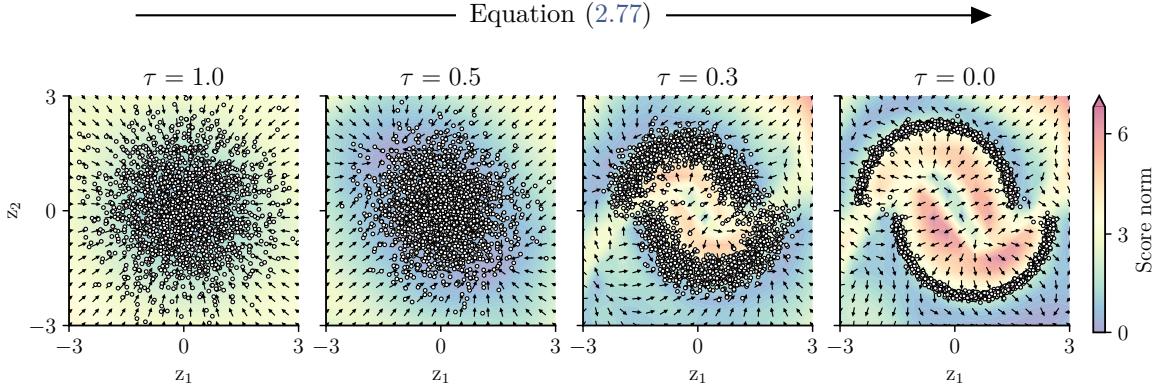 Equation (2.77)
τ = 1.0 τ = 0.5 τ = 0.3 τ = 0.0
3
0
−3
z2
−3 0 3 −3 0 3 −3 0 3 −3 0 3
z1 z1 z1 z1
6
3
0
Score norm